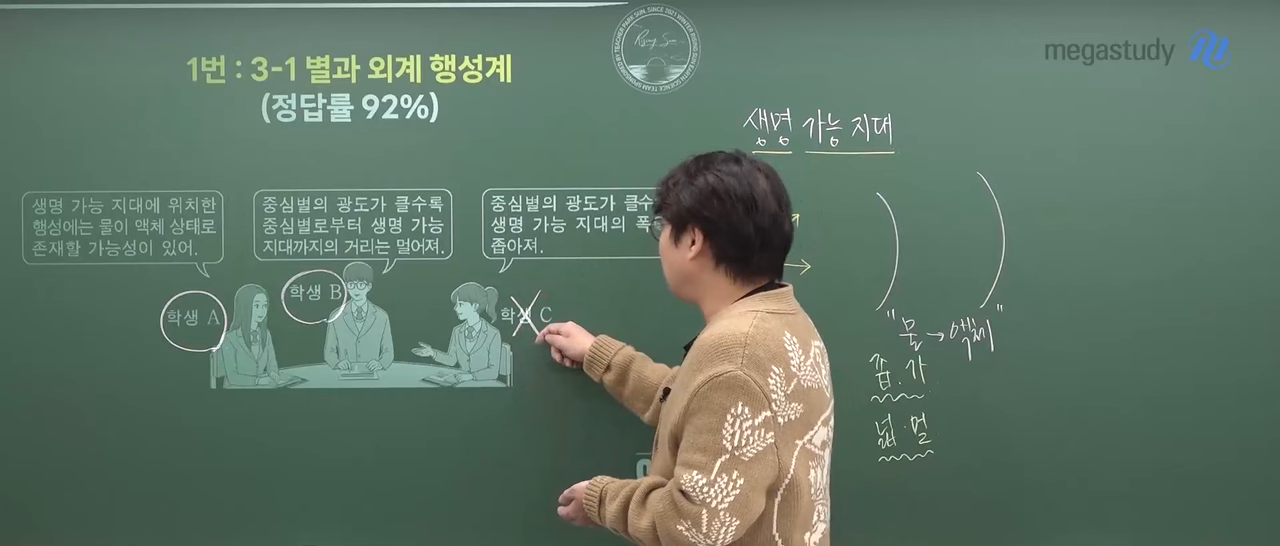 1번 : 3-1 별과 외계 행성계
(정답률 92%)
megastudy
생명 가능 지대
생명 가능 지대에 위치한
행성에는 물이 액체 상태로
존재할 가능성이 있어.
중심별의 광도가 클수록
중심별로부터 생명 가능
지대까지의 거리는 멀어져.
중심별의 광도가 클수
생명 가능 지대의 폭
좁아져.
학생 A
학생 B
학생 C
"물→액체"
좁.가
넓.멀